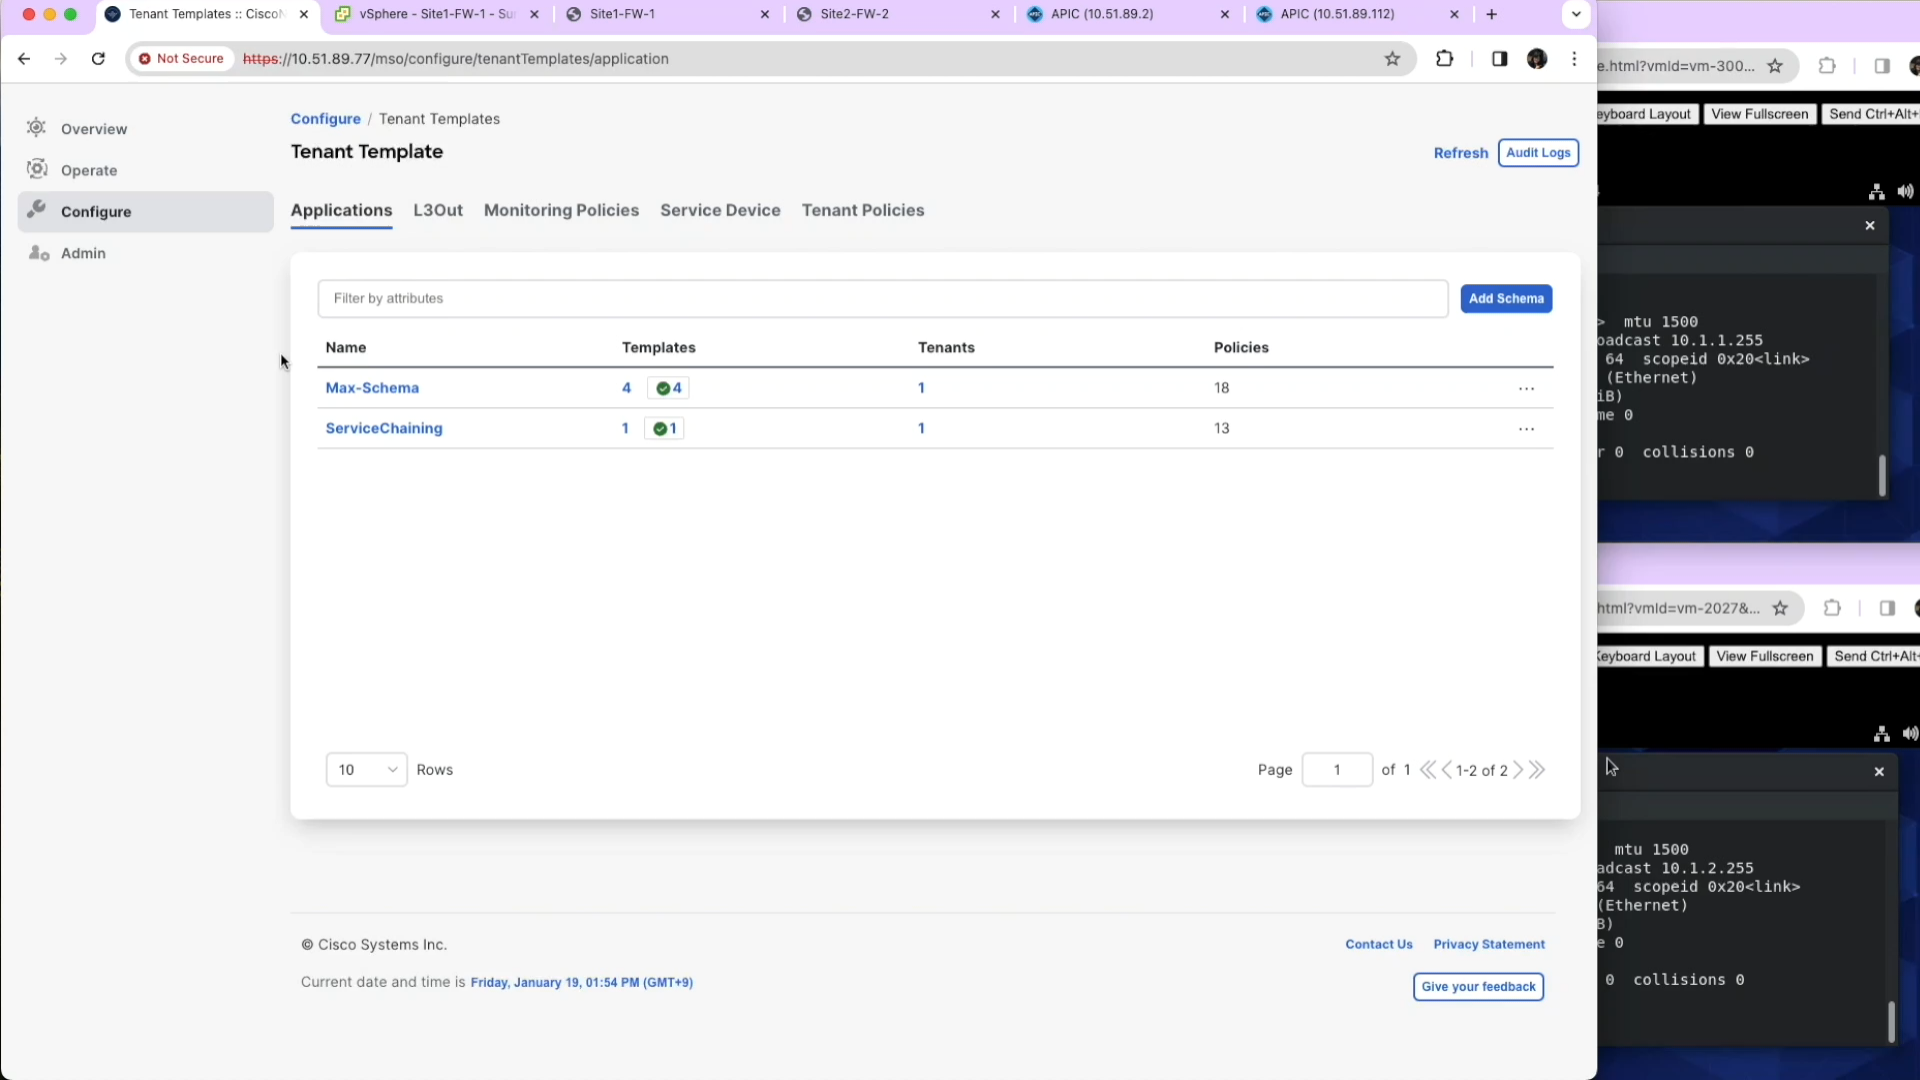 Tenant Templates :: Cisco
vSphere - Site1-FW-1 - Su
Site1-FW-1
Site2-FW-2
APIC (10.51.89.2)
APIC (10.51.89.112)
Not Secure
https://10.51.89.77/mso/configure/tenantTemplates/application
Overview
Operate
Configure
Admin
Configure / Tenant Templates
Tenant Template
Refresh
Audit Logs
Applications
L3Out
Monitoring Policies
Service Device
Tenant Policies
Filter by attributes
Add Schema
Name Templates Tenants Policies
Max-Schema 4 4 1 18 ...
ServiceChaining 1 1 1 13 ...
10 Rows
Page 1 of 1 1-2 of 2
© Cisco Systems Inc.
Contact Us
Privacy Statement
Current date and time is Friday, January 19, 01:54 PM (GMT+9)
Give your feedback
e.html?vmId=vm-300...
eyboard Layout
View Fullscreen
Send Ctrl+Alt+
> mtu 1500
oadcast 10.1.1.255
64 scopeid 0x20<link>
(Ethernet)
iB)
me 0
r 0 collisions 0
html?vmId=vm-2027&...
Keyboard Layout
View Fullscreen
Send Ctrl+Alt+
mtu 1500
adcast 10.1.2.255
64 scopeid 0x20<link>
(Ethernet)
B)
e 0
0 collisions 0